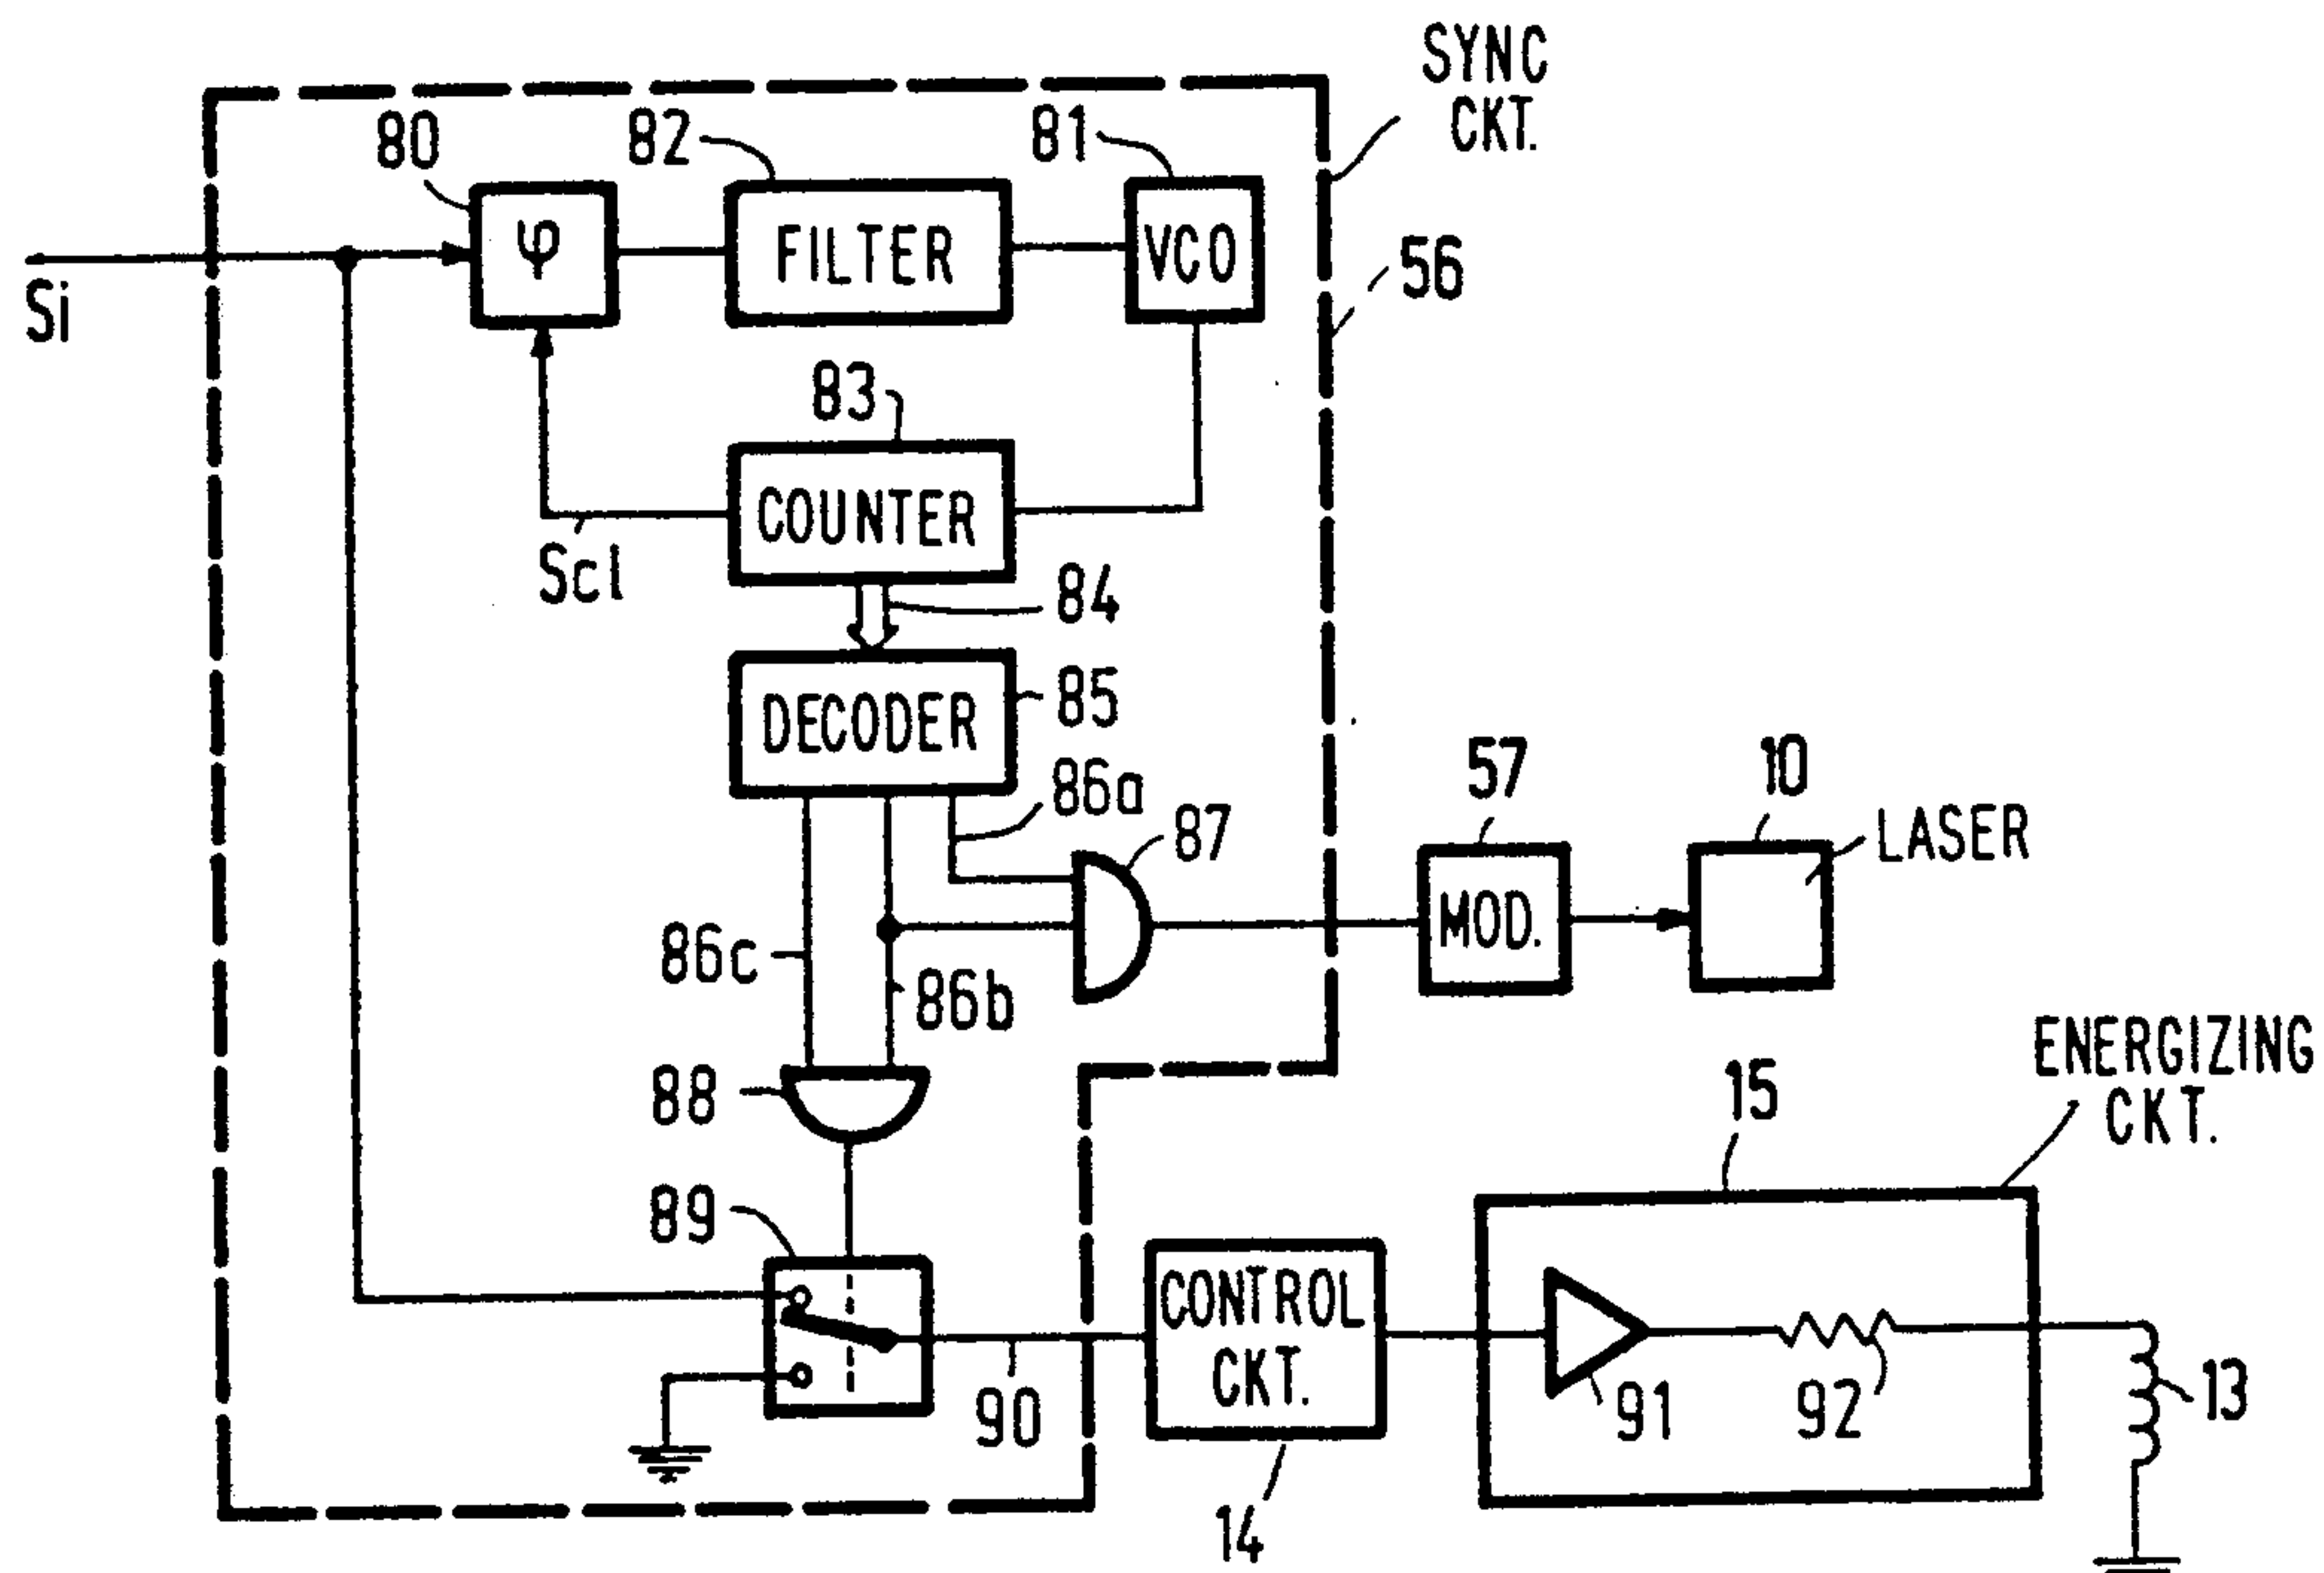 SYNC
CKT.
80
82
81
φ
FILTER
VCO
56
Si
83
COUNTER
Scl
84
DECODER
85
86a
87
57
10
LASER
MOD.
86c
86b
ENERGIZING
CKT.
15
88
89
CONTROL
CKT.
90
91
92
13
14